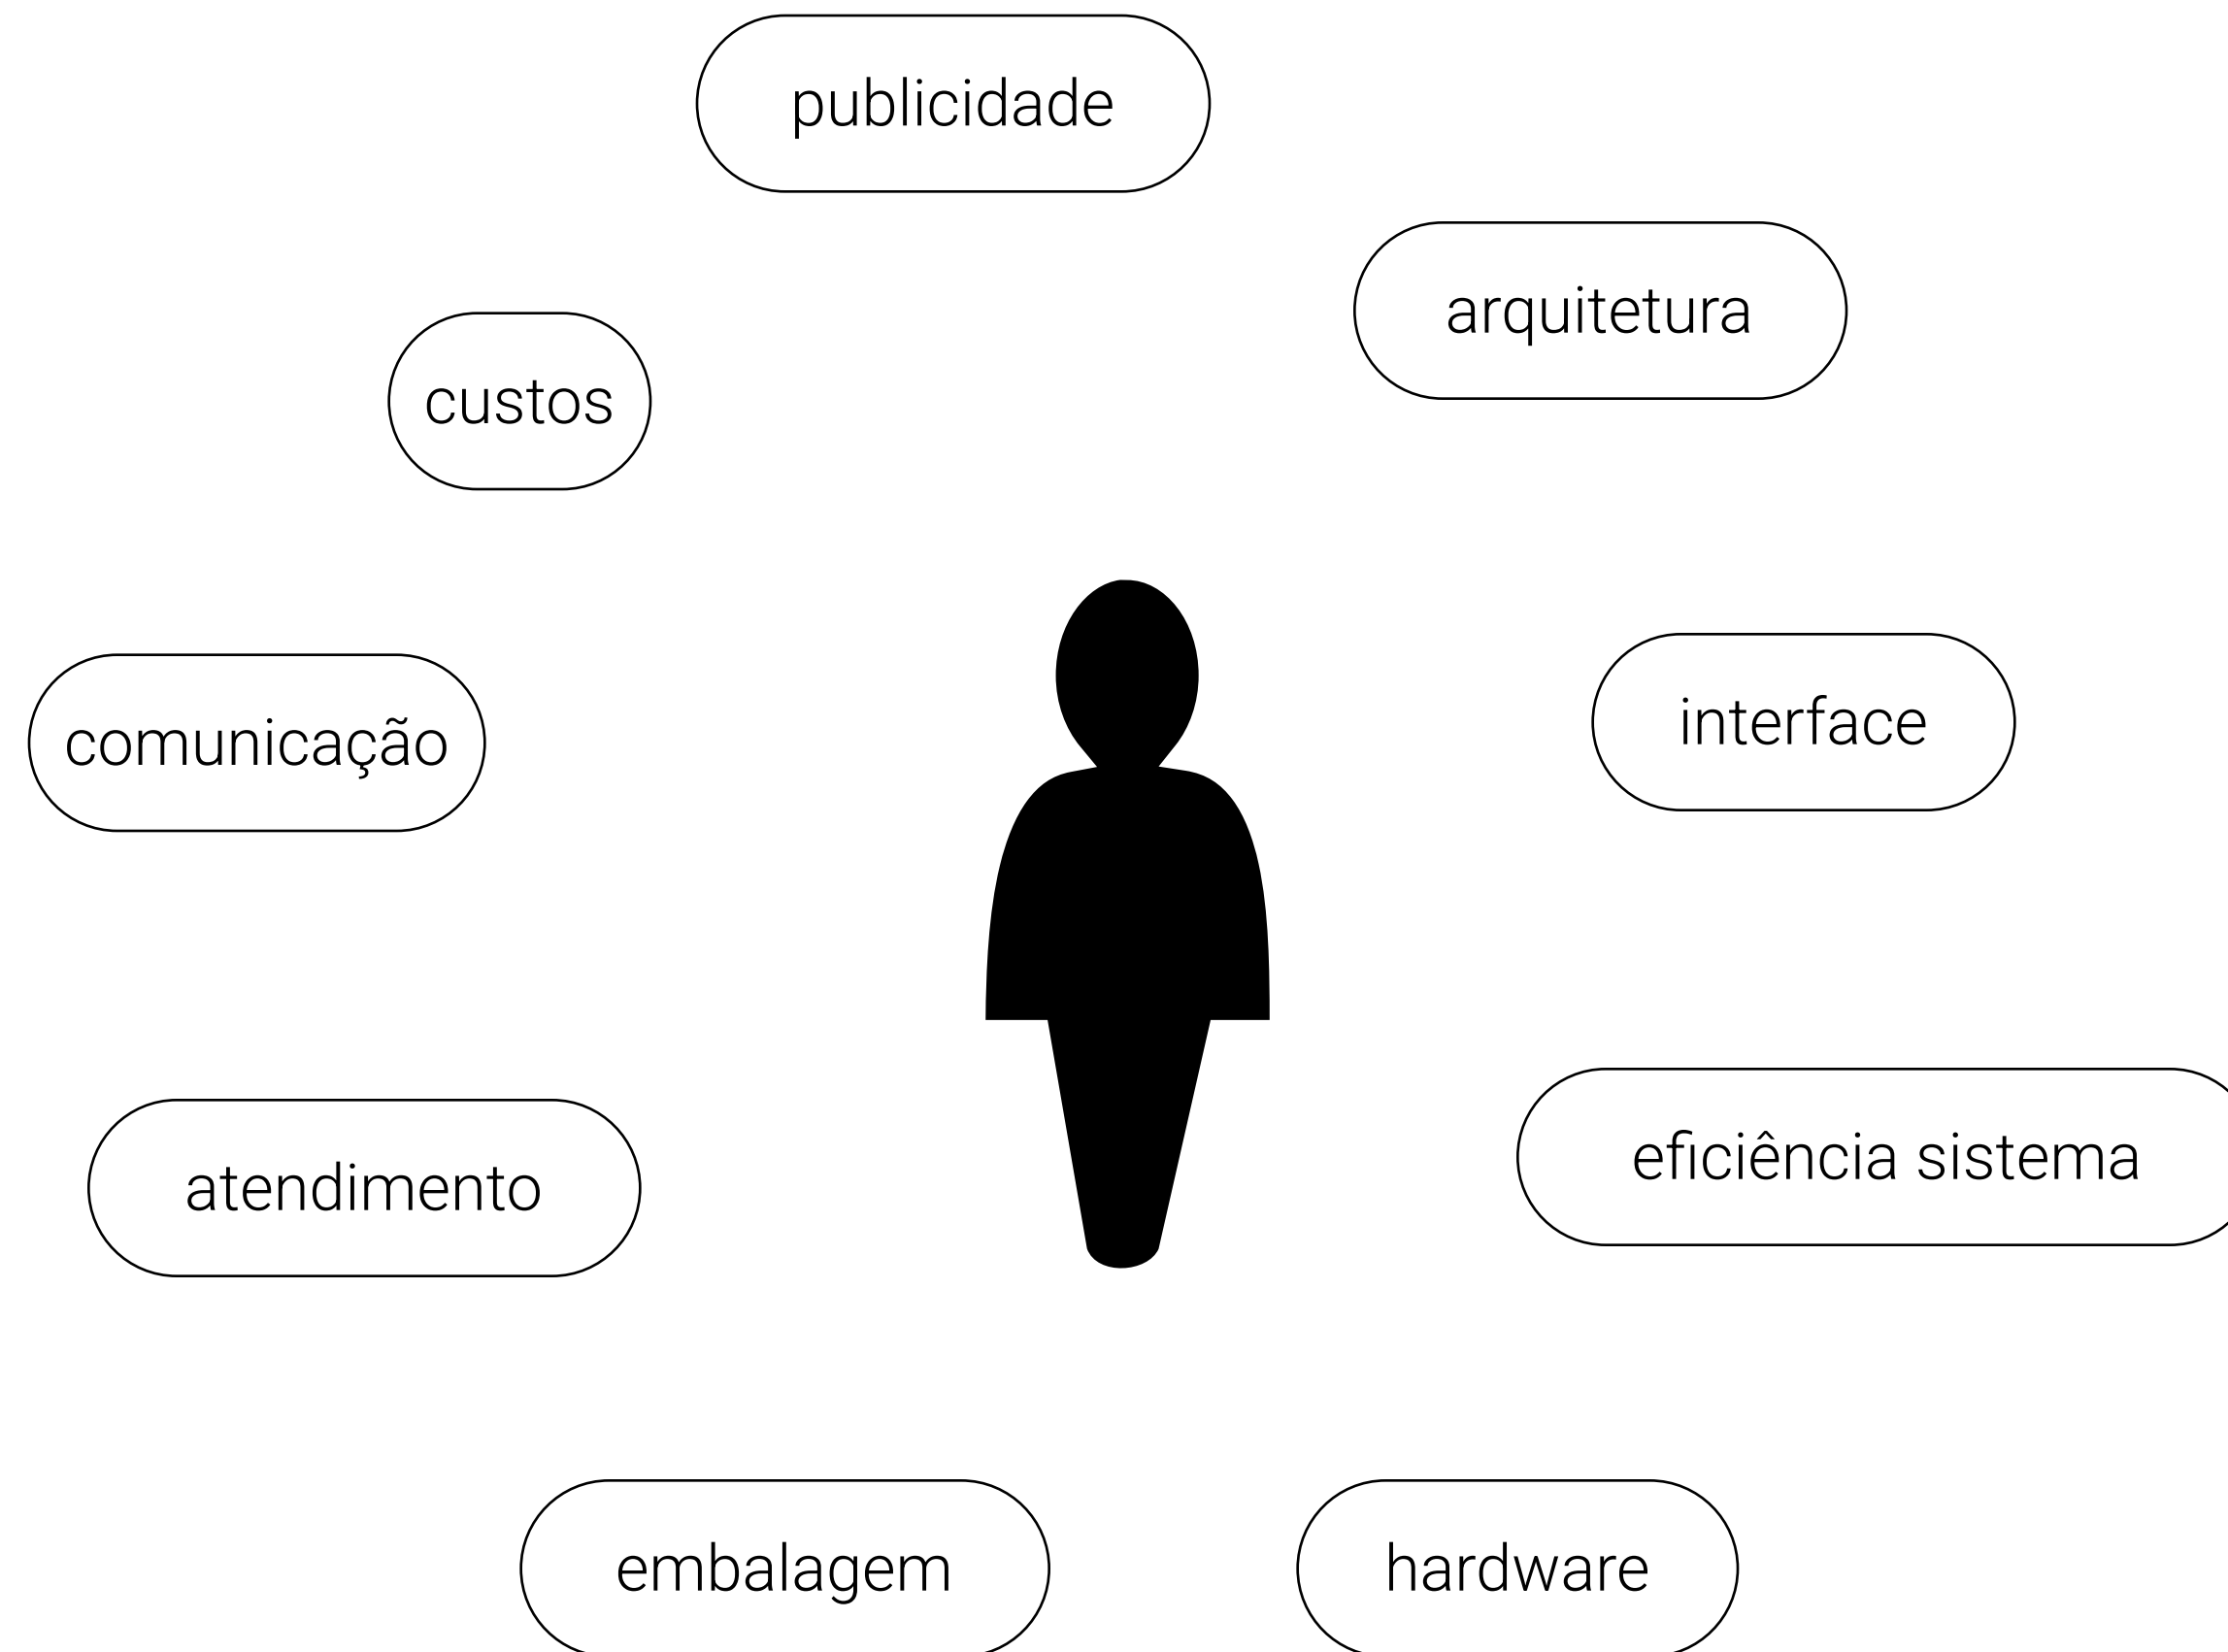 publicidade
arquitetura
custos
interface
comunicação
eficiência sistema
atendimento
embalagem
hardware